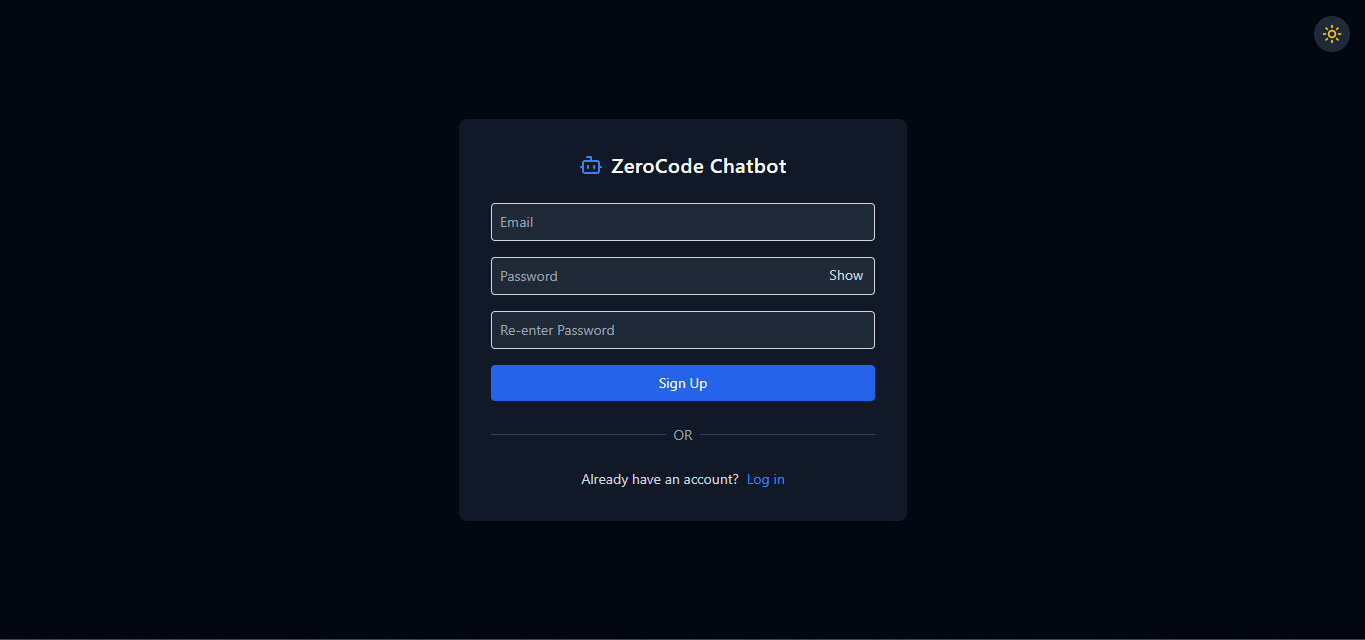 ZeroCode Chatbot
Email
Password Show
Re-enter Password
Sign Up
OR
Already have an account? Log in